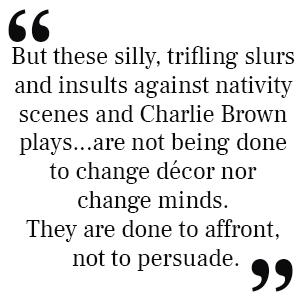 “
But these silly, trifling slurs
and insults against nativity
scenes and Charlie Brown
plays...are not being done
to change décor nor
change minds.
They are done to affront,
not to persuade.
”